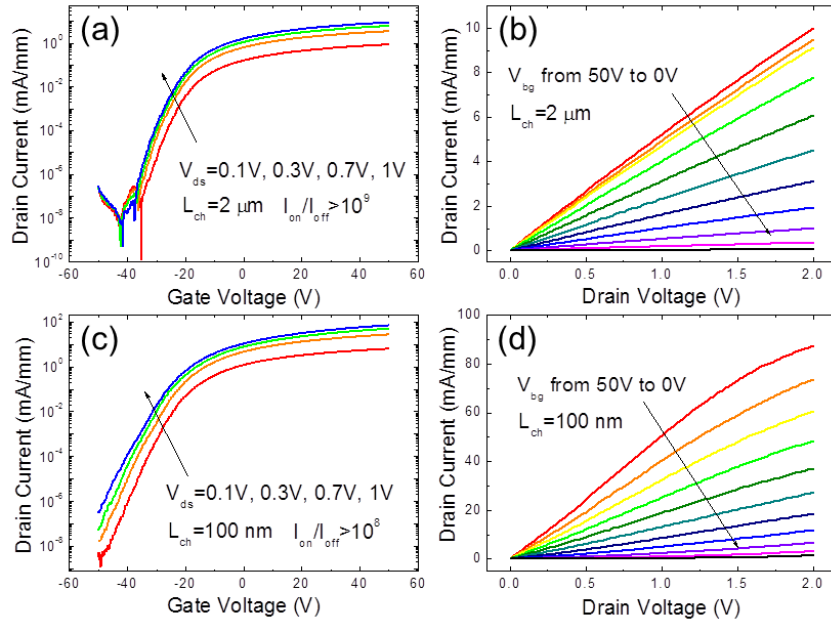 (a)
Drain Current (mA/mm)
10^0
10^-2
10^-4
10^-6
10^-8
10^-10
V_ds=0.1V, 0.3V, 0.7V, 1V
L_ch=2 μm I_on/I_off>10^9
-60 -40 -20 0 20 40 60
Gate Voltage (V)
(b)
Drain Current (mA/mm)
10
8
6
4
2
0
V_bg from 50V to 0V
L_ch=2 μm
0.0 0.5 1.0 1.5 2.0
Drain Voltage (V)
(c)
Drain Current (mA/mm)
10^2
10^0
10^-2
10^-4
10^-6
10^-8
V_ds=0.1V, 0.3V, 0.7V, 1V
L_ch=100 nm I_on/I_off>10^8
-60 -40 -20 0 20 40 60
Gate Voltage (V)
(d)
Drain Current (mA/mm)
100
80
60
40
20
0
V_bg from 50V to 0V
L_ch=100 nm
0.0 0.5 1.0 1.5 2.0
Drain Voltage (V)